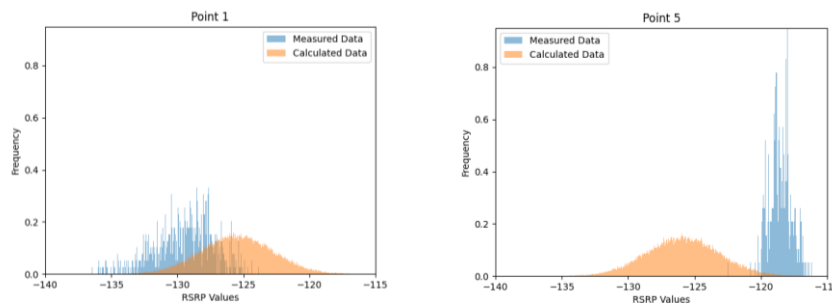 Point 1
Measured Data
Calculated Data
Frequency
0.8
0.6
0.4
0.2
0.0
−135 −130 −125 −120 −115
RSRP Values
Point 5
Measured Data
Calculated Data
Frequency
0.8
0.6
0.4
0.2
0.0
−140 −135 −130 −125 −120 −11
RSRP Values